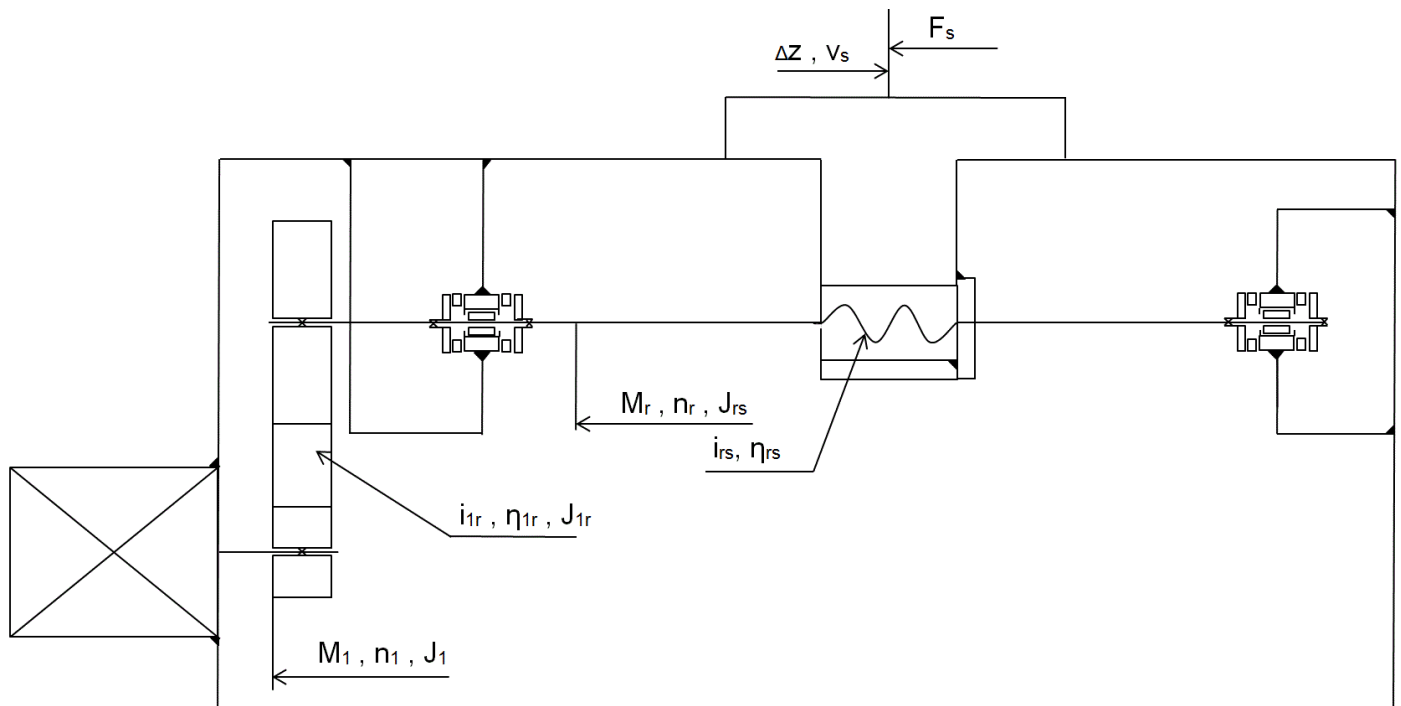 Fₛ
Δz , vₛ
Mᵣ , nᵣ , Jᵣₛ
iᵣₛ, ηᵣₛ
i₁ᵣ , η₁ᵣ , J₁ᵣ
M₁ , n₁ , J₁